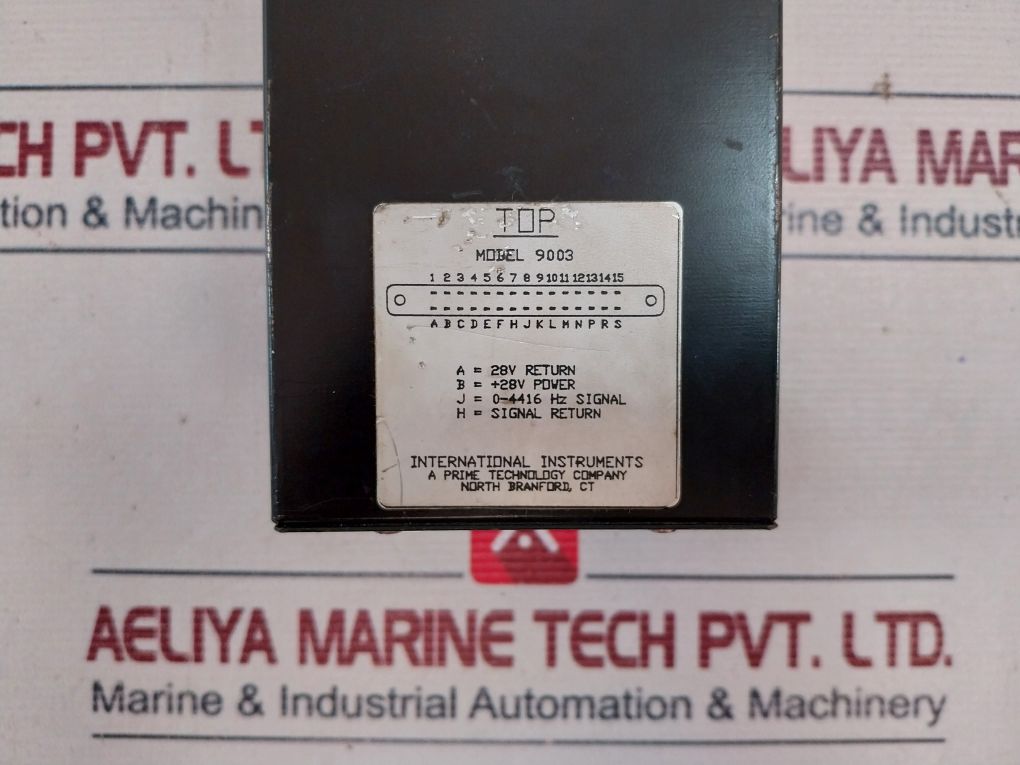 CH PVT. LT
LIYA MAR
tion & Machin
ine & Industr
TOP
MODEL 9003
1 2 3 4 5 6 7 8 9 10 11 12 13 14 15
A B C D E F H J K L M N P R S
A = 28V RETURN
B = +28V POWER
J = 0-4416 Hz SIGNAL
H = SIGNAL RETURN
INTERNATIONAL INSTRUMENTS
A PRIME TECHNOLOGY COMPANY
NORTH BRANFORD, CT
AELIYA MARINE TECH PVT. LTD.
Marine & Industrial Automation & Machinery